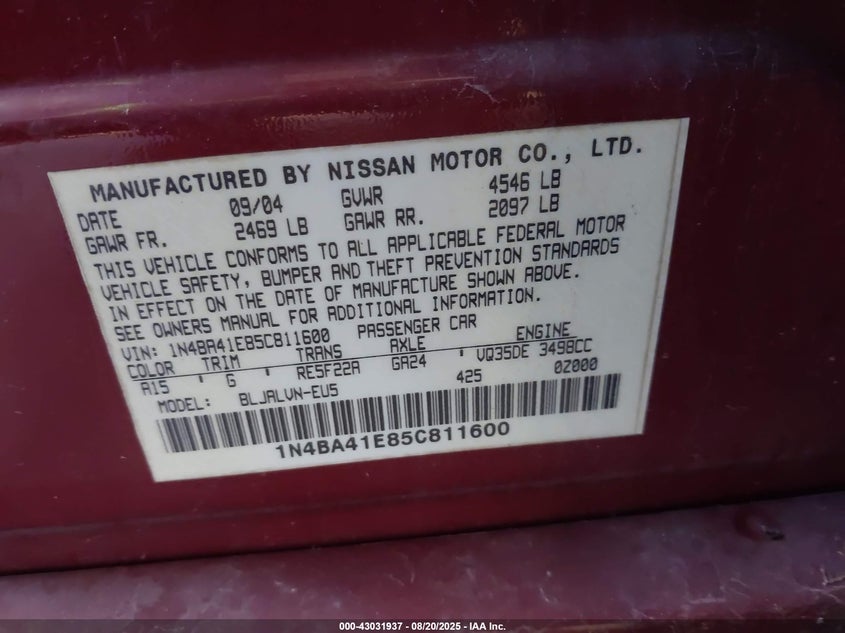 MANUFACTURED BY NISSAN MOTOR CO., LTD.
DATE 09/04 GVWR 4546 LB
GAWR FR. 2469 LB GAWR RR. 2097 LB
THIS VEHICLE CONFORMS TO ALL APPLICABLE FEDERAL MOTOR
VEHICLE SAFETY, BUMPER AND THEFT PREVENTION STANDARDS
IN EFFECT ON THE DATE OF MANUFACTURE SHOWN ABOVE.
SEE OWNERS MANUAL FOR ADDITIONAL INFORMATION.
VIN: 1N4BA41E85C811600 PASSENGER CAR
COLOR TRIM TRANS AXLE ENGINE
A15 ' G ' RE5F22A GA24 ' VQ35DE 3498CC
MODEL: BLJALVN-EU5 425 0Z000
1N4BA41E85C811600
000-43031937 - 08/20/2025 - IAA Inc.